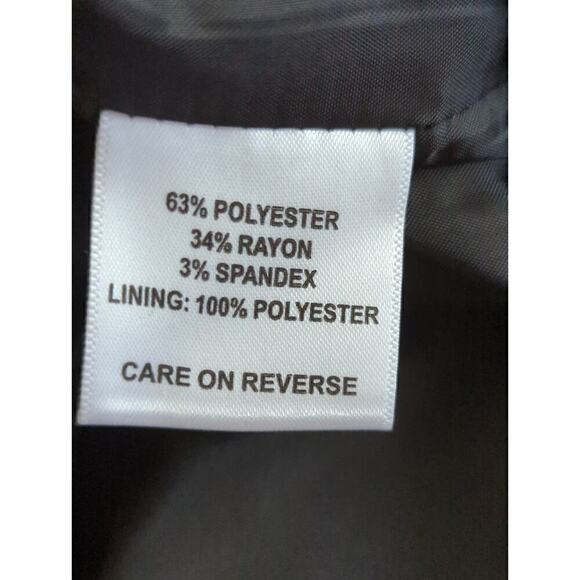 63% POLYESTER
34% RAYON
3% SPANDEX
LINING: 100% POLYESTER
CARE ON REVERSE